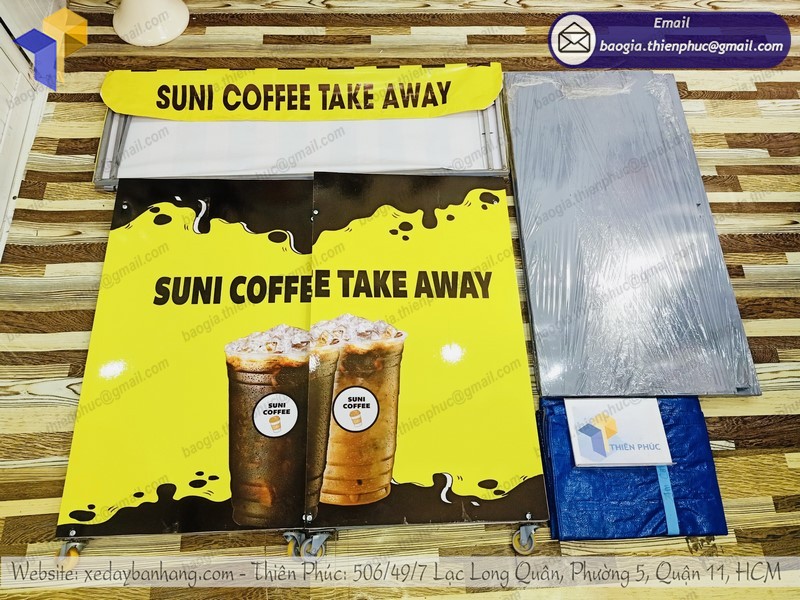 Email
baogia.thienphuc@gmail.com
SUNI COFFEE TAKE AWAY
SUNI COFFEE TAKE AWAY
SUNI
COFFEE
SUNI
COFFEE
THIÊN PHÚC
Website: xedaybanhang.com - Thiên Phúc: 506/49/7 Lạc Long Quân, Phường 5, Quận 11, HCM